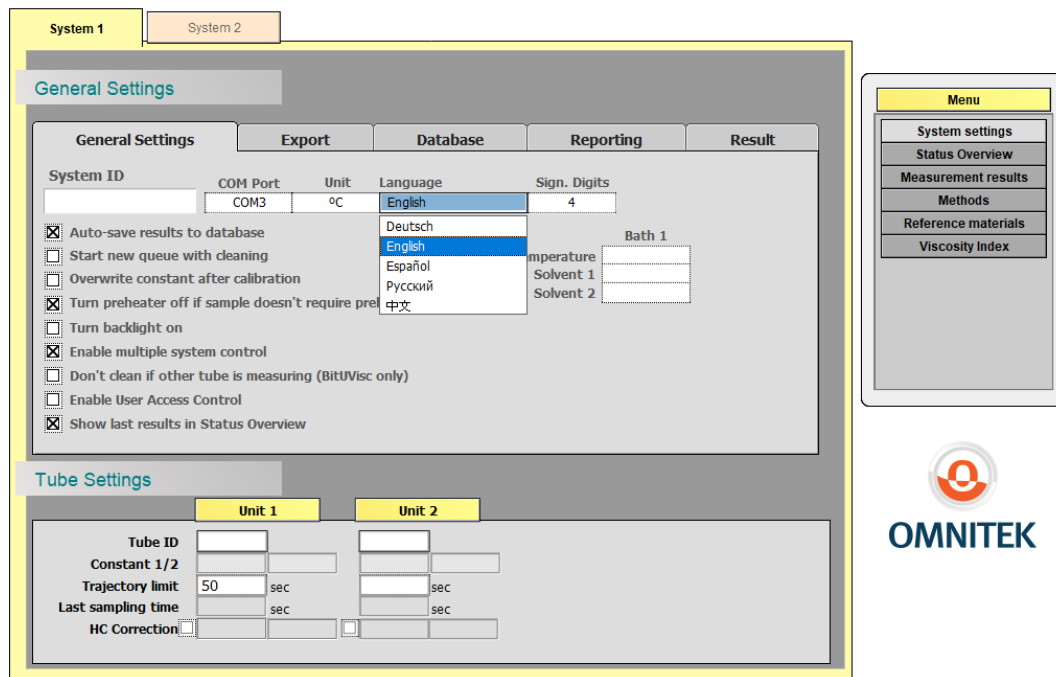 System 1
System 2
General Settings
General Settings
Export
Database
Reporting
Result
System ID
COM Port
Unit
Language
Sign. Digits
COM3
ºC
English
4
Deutsch
English
Español
Русский
中文
Auto-save results to database
Start new queue with cleaning
Overwrite constant after calibration
Turn preheater off if sample doesn't require
Turn backlight on
Enable multiple system control
Don't clean if other tube is measuring (BitUVisc only)
Enable User Access Control
Show last results in Status Overview
Bath 1
mperature
Solvent 1
Solvent 2
Tube Settings
Unit 1
Unit 2
Tube ID
Constant 1/2
Trajectory limit 50 sec sec
Last sampling time sec sec
HC Correction
Menu
System settings
Status Overview
Measurement results
Methods
Reference materials
Viscosity Index
OMNITEK